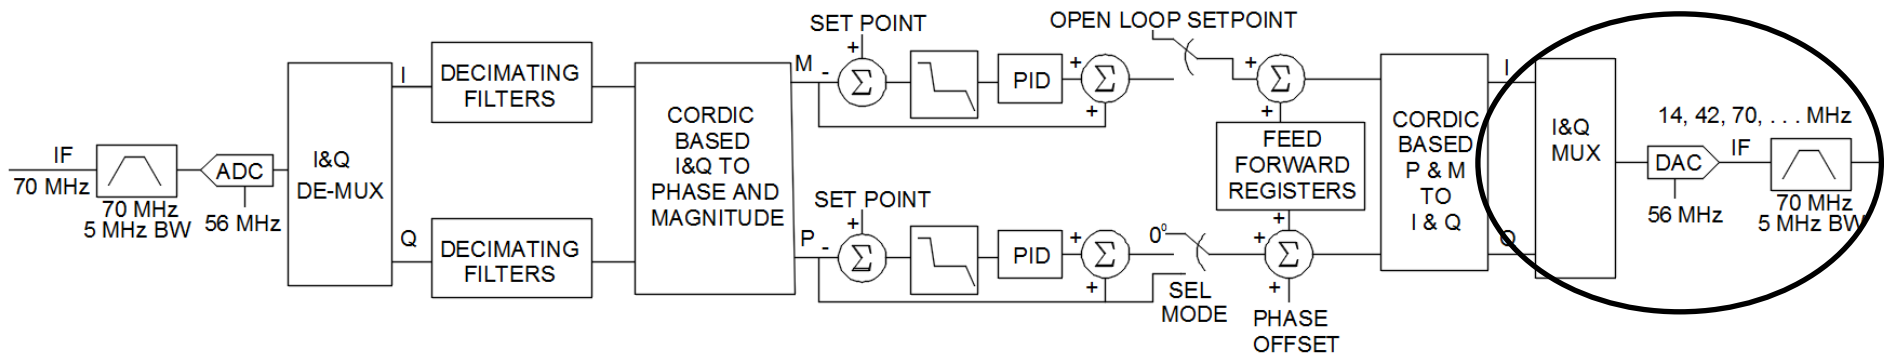 IF
70 MHz
70 MHz
5 MHz BW
ADC
56 MHz
I&Q
DE-MUX
I
Q
DECIMATING
FILTERS
DECIMATING
FILTERS
CORDIC
BASED
I&Q TO
PHASE AND
MAGNITUDE
M
P
SET POINT
+
-
Σ
PID
+
Σ
+
SET POINT
+
-
Σ
PID
+
Σ
+
OPEN LOOP SETPOINT
0⁰
SEL
MODE
+
Σ
+
FEED
FORWARD
REGISTERS
+
+
Σ
+
PHASE
OFFSET
CORDIC
BASED
P & M
TO
I & Q
I
Q
I&Q
MUX
14, 42, 70, . . . MHz
DAC
IF
56 MHz
70 MHz
5 MHz BW